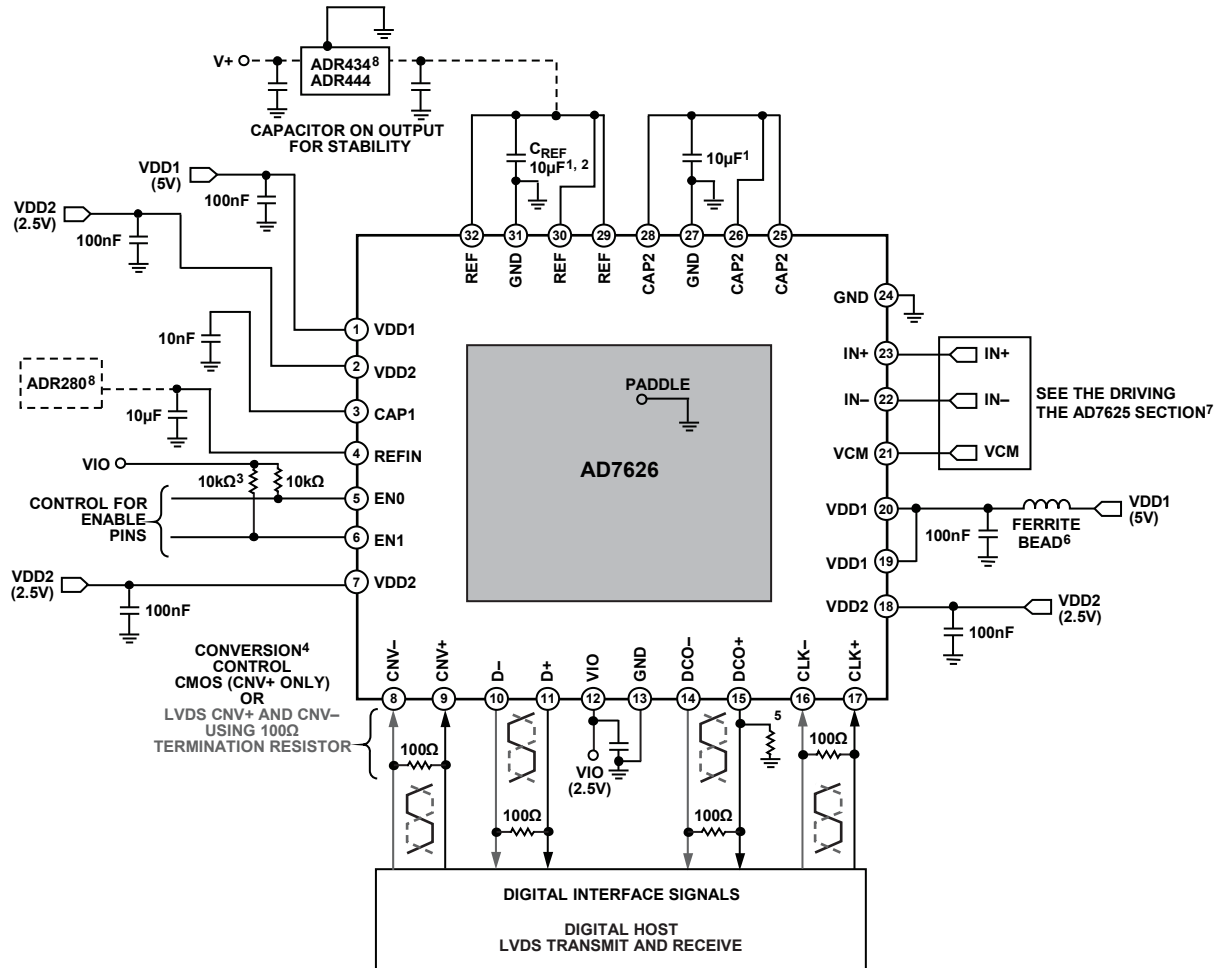 V+
ADR434⁸
ADR444
CAPACITOR ON OUTPUT
FOR STABILITY
VDD1
(5V)
100nF
VDD2
(2.5V)
100nF
C_REF
10µF¹, ²
10µF¹
32
31
30
29
28
27
26
25
REF
GND
REF
REF
CAP2
GND
CAP2
CAP2
10nF
ADR280⁸
10µF
VIO
10kΩ³
10kΩ
CONTROL FOR
ENABLE
PINS
VDD2
(2.5V)
100nF
1
VDD1
2
VDD2
3
CAP1
4
REFIN
5
EN0
6
EN1
7
VDD2
PADDLE
AD7626
GND
24
IN+
23
IN+
IN–
22
IN–
VCM
21
VCM
SEE THE DRIVING
THE AD7625 SECTION⁷
VDD1
20
VDD1
19
100nF
FERRITE
BEAD⁶
VDD1
(5V)
VDD2
18
100nF
VDD2
(2.5V)
CONVERSION⁴
CONTROL
CMOS (CNV+ ONLY)
OR
LVDS CNV+ AND CNV–
USING 100Ω
TERMINATION RESISTOR
CNV-
CNV+
D-
D+
VIO
GND
DCO-
DCO+
CLK-
CLK+
8
9
10
11
12
13
14
15
16
17
100Ω
100Ω
VIO
(2.5V)
100Ω
5
100Ω
DIGITAL INTERFACE SIGNALS
DIGITAL HOST
LVDS TRANSMIT AND RECEIVE